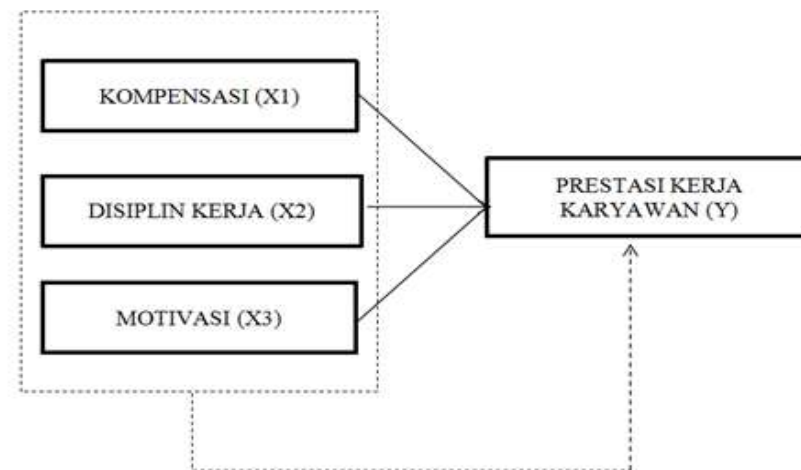 KOMPENSASI (X1)
DISIPLIN KERJA (X2)
MOTIVASI (X3)
PRESTASI KERJA
KARYAWAN (Y)